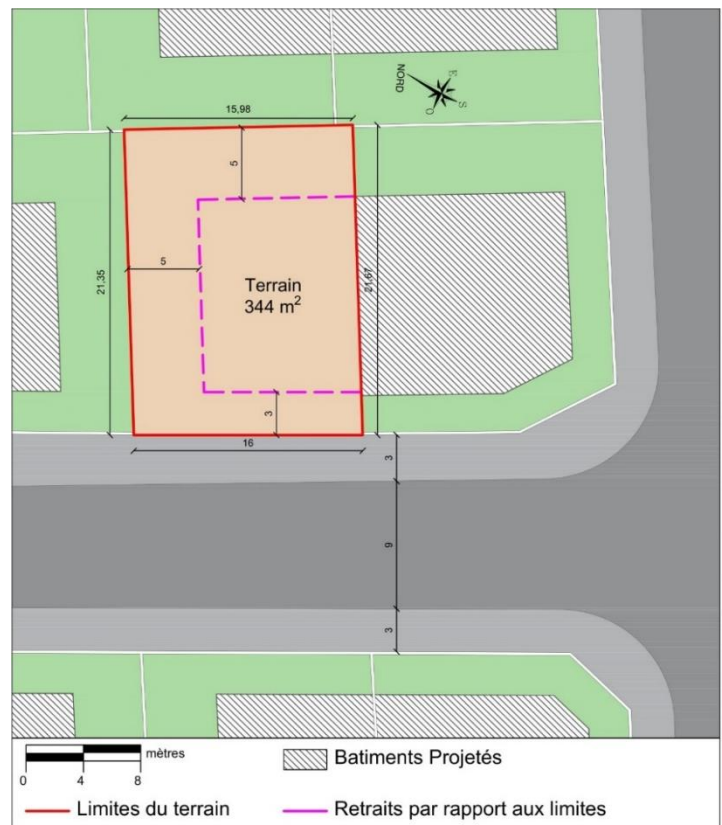 NORD
E
S
O
15,98
5
21,35
5
21,67
Terrain
344 m²
3
16
3
9
3
mètres
0 4 8
Batiments Projetés
Limites du terrain
Retraits par rapport aux limites